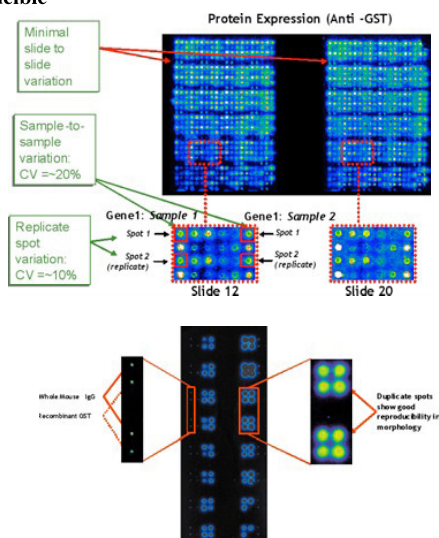 ucible
Protein Expression (Anti -GST)
Minimal
slide to
slide
variation
Sample-to-
sample
variation:
CV =~20%
Replicate
spot
variation:
CV =~10%
Gene1: Sample 1
Gene1: Sample 2
Spot 1
Spot 2
(replicate)
Spot 1
Spot 2
(replicate)
Slide 12
Slide 20
Whole Mouse IgG
Recombinant GST
Duplicate spots
show good
reproducibility in
morphology